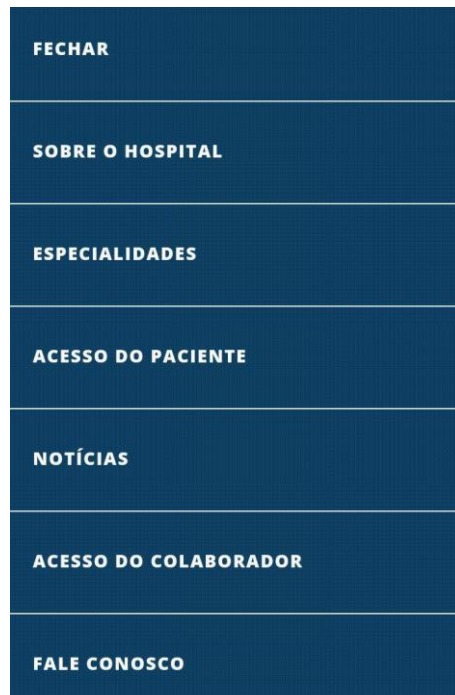 FECHAR
SOBRE O HOSPITAL
ESPECIALIDADES
ACESSO DO PACIENTE
NOTÍCIAS
ACESSO DO COLABORADOR
FALE CONOSCO